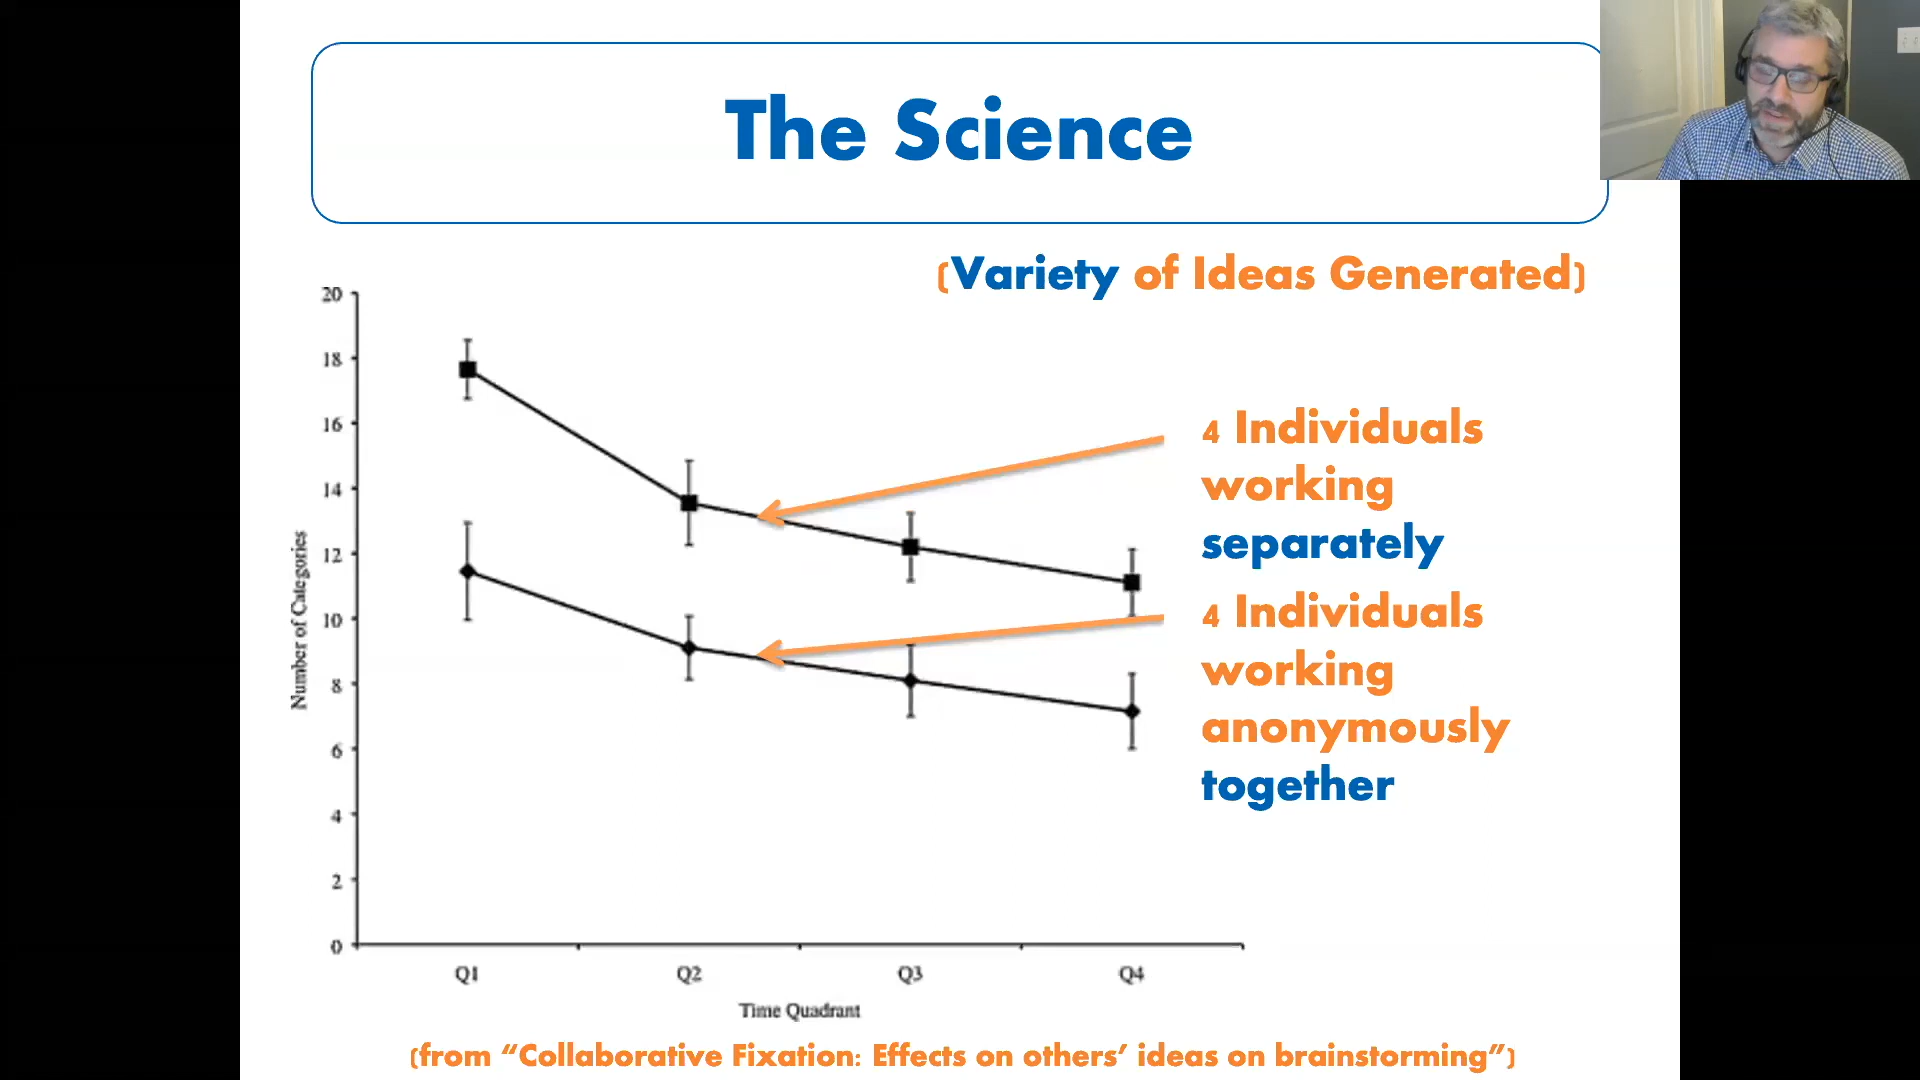 The Science
(Variety of Ideas Generated)
20
18
16
14
12
10
8
6
4
2
0
Number of Categories
Q1 Q2 Q3 Q4
Time Quadrant
4 Individuals
working
separately
4 Individuals
working
anonymously
together
(from “Collaborative Fixation: Effects on others’ ideas on brainstorming”)